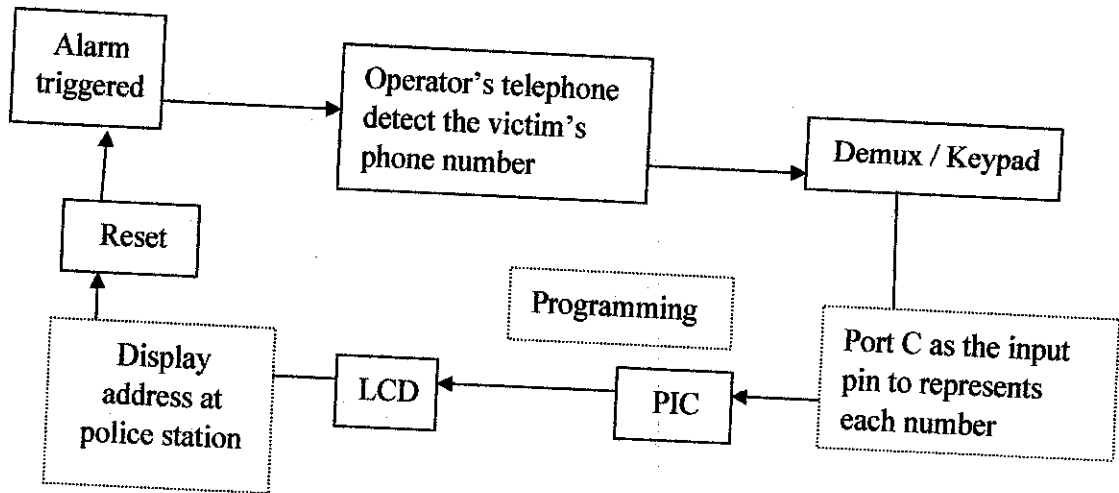 Alarm
triggered
Operator's telephone
detect the victim's
phone number
Demux / Keypad
Reset
Programming
Port C as the input
pin to represents
each number
PIC
LCD
Display
address at
police station